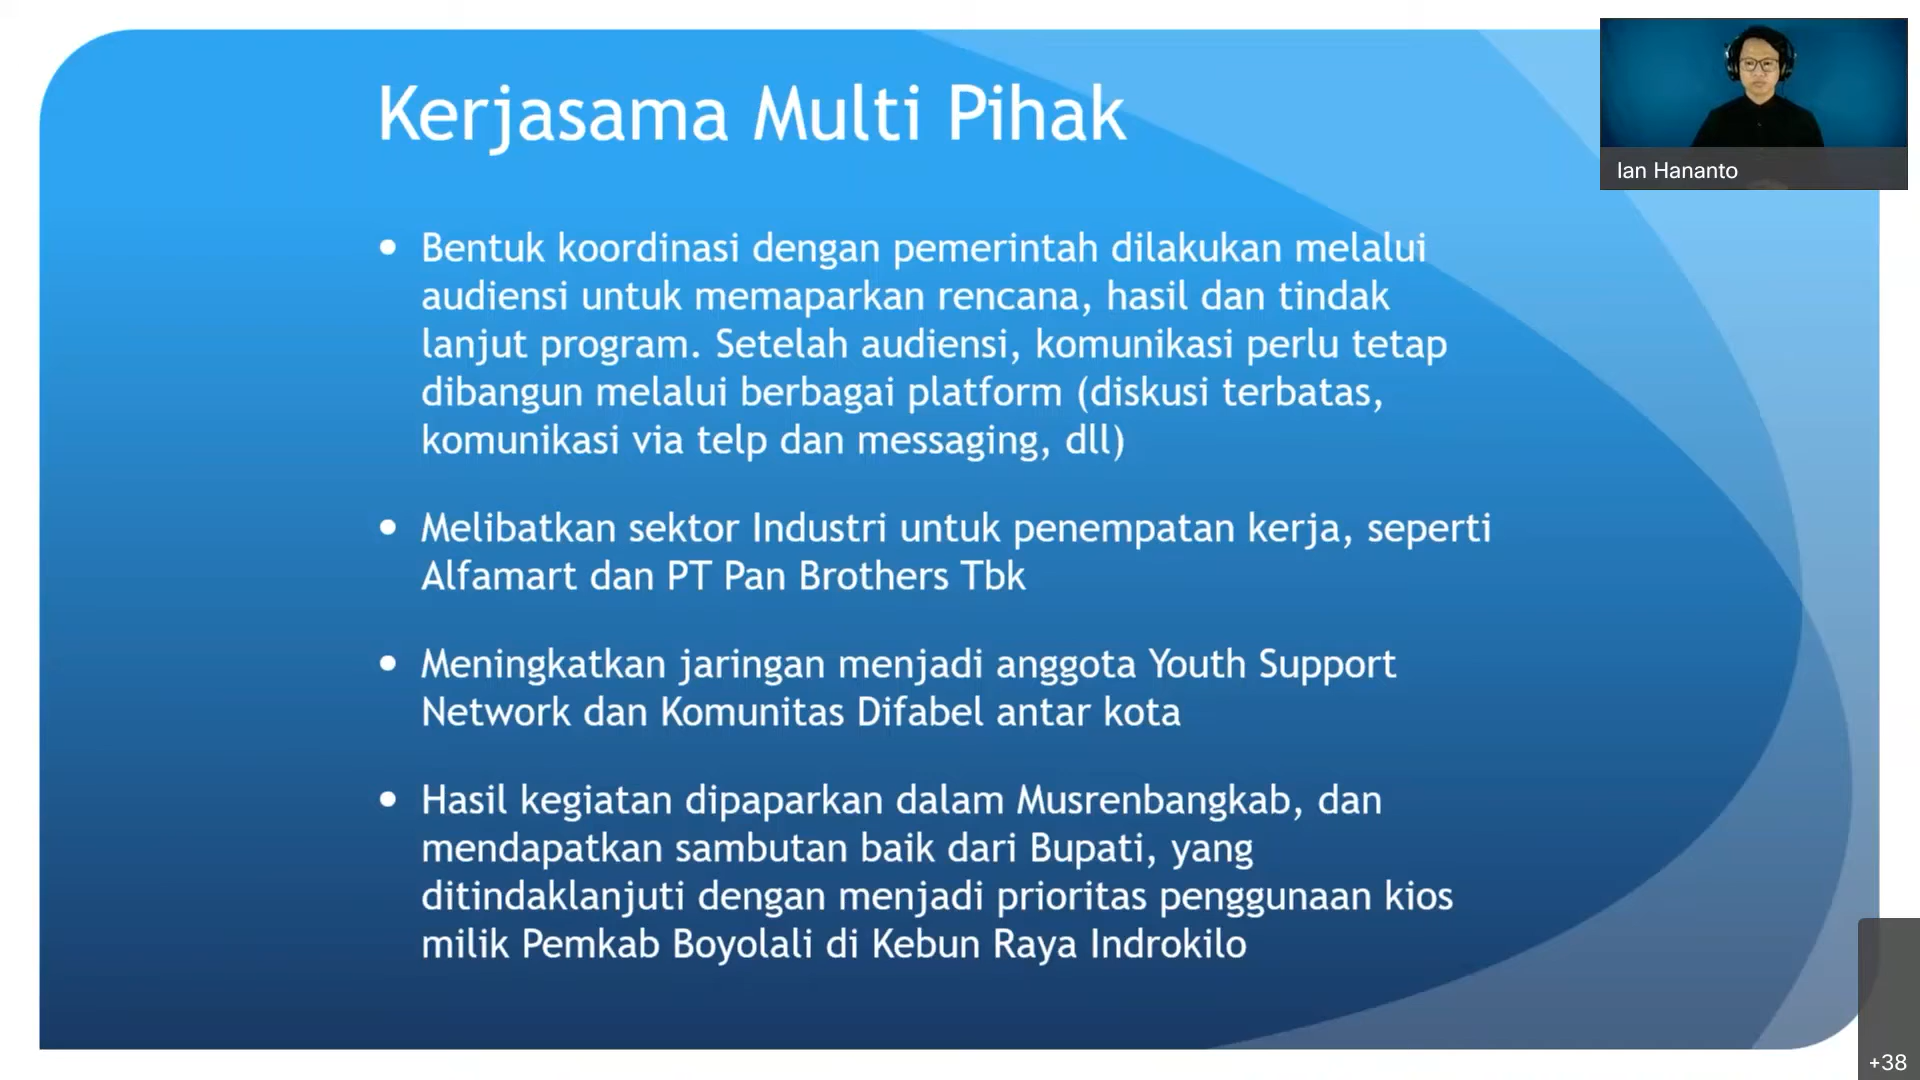 Kerjasama Multi Pihak
Ian Hananto
• Bentuk koordinasi dengan pemerintah dilakukan melalui
audiensi untuk memaparkan rencana, hasil dan tindak
lanjut program. Setelah audiensi, komunikasi perlu tetap
dibangun melalui berbagai platform (diskusi terbatas,
komunikasi via telp dan messaging, dll)
• Melibatkan sektor Industri untuk penempatan kerja, seperti
Alfamart dan PT Pan Brothers Tbk
• Meningkatkan jaringan menjadi anggota Youth Support
Network dan Komunitas Difabel antar kota
• Hasil kegiatan dipaparkan dalam Musrenbangkab, dan
mendapatkan sambutan baik dari Bupati, yang
ditindaklanjuti dengan menjadi prioritas penggunaan kios
milik Pemkab Boyolali di Kebun Raya Indrokilo
+38